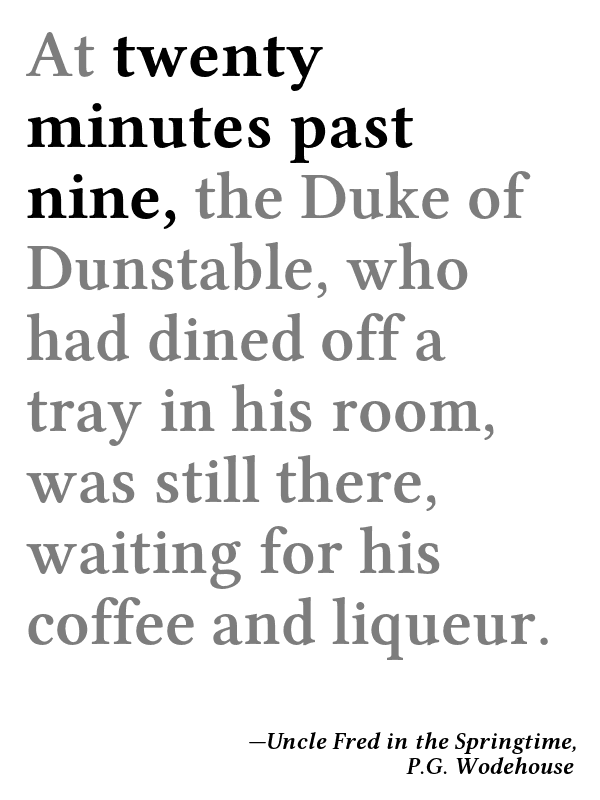 At twenty
minutes past
nine, the Duke of
Dunstable, who
had dined off a
tray in his room,
was still there,
waiting for his
coffee and liqueur.
—Uncle Fred in the Springtime,
P.G. Wodehouse